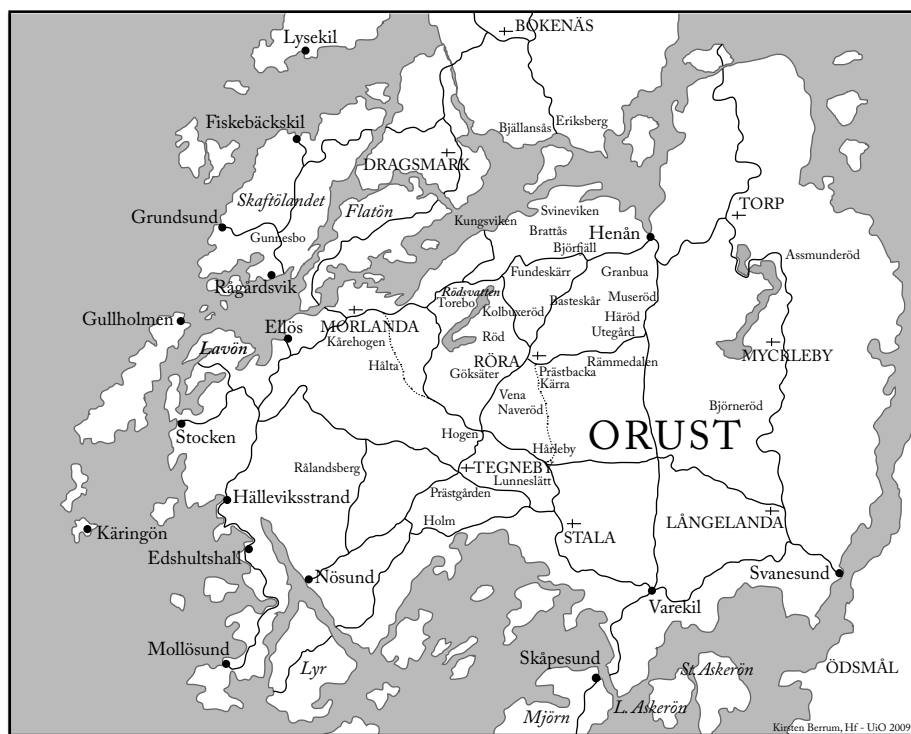 BOKENÄS
Lysekil
Eriksberg
Bjällansås
Fiskebäckskil
DRAGSMARK
Skaftölandet
TORP
Flatön
Svineviken
Grundsund
Kungsviken
Brattås
Henån
Gunnesbo
Björfjäll
Assmunderöd
Fundeskärr
Granbua
Rågårdsvik
Rödsvatten
Torebo
Basteskär
Museröd
Kolbuxeröd
Gullholmen
Häröd
MORLANDA
Ellös
Utegård
Kårehogen
Röd
Lavön
MYCKLEBY
RÖRA
Rämmedalen
Hålta
Göksäter
Prästbacka
Kärra
Vena
Naveröd
Björneröd
Stocken
Hogen
ORUST
Hårleby
Rålandsberg
TEGNEBY
Lunneslätt
Hälleviksstrand
Prästgården
LÅNGELANDA
Käringön
Holm
STALA
Edshultshall
Svanesund
Nösund
Varekil
Mollösund
Lyr
Skåpesund
St. Askerön
ÖDSMÅL
L. Askerön
Mjörn
Kirsten Berrum, Hf - UiO 2009